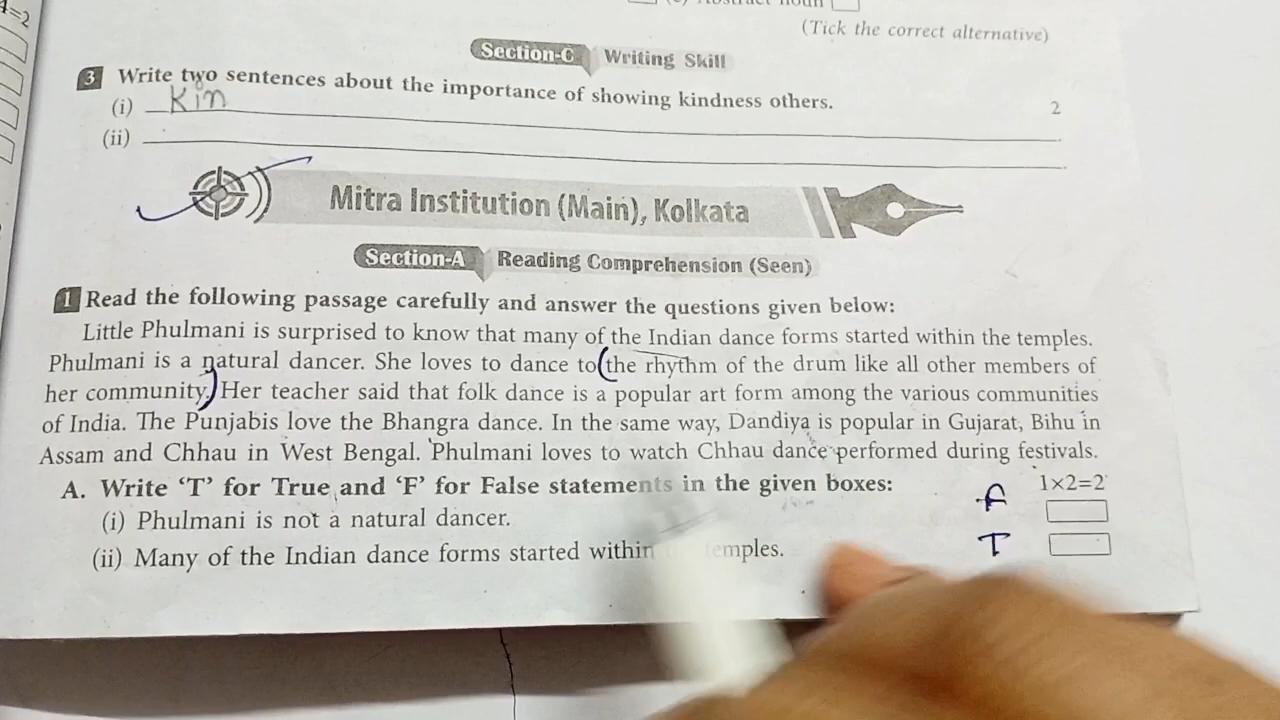 4=2
(Tick the correct alternative)
Section-C Writing Skill
3 Write two sentences about the importance of showing kindness others. 2
(i) Kin
(ii)
Mitra Institution (Main), Kolkata
Section-A Reading Comprehension (Seen)
1 Read the following passage carefully and answer the questions given below:
Little Phulmani is surprised to know that many of the Indian dance forms started within the temples.
Phulmani is a natural dancer. She loves to dance to (the rhythm of the drum like all other members of
her community.) Her teacher said that folk dance is a popular art form among the various communities
of India. The Punjabis love the Bhangra dance. In the same way, Dandiya is popular in Gujarat, Bihu in
Assam and Chhau in West Bengal. Phulmani loves to watch Chhau dance performed during festivals.
A. Write ‘T’ for True and ‘F’ for False statements in the given boxes: 1×2=2
(i) Phulmani is not a natural dancer. F
(ii) Many of the Indian dance forms started within temples. T